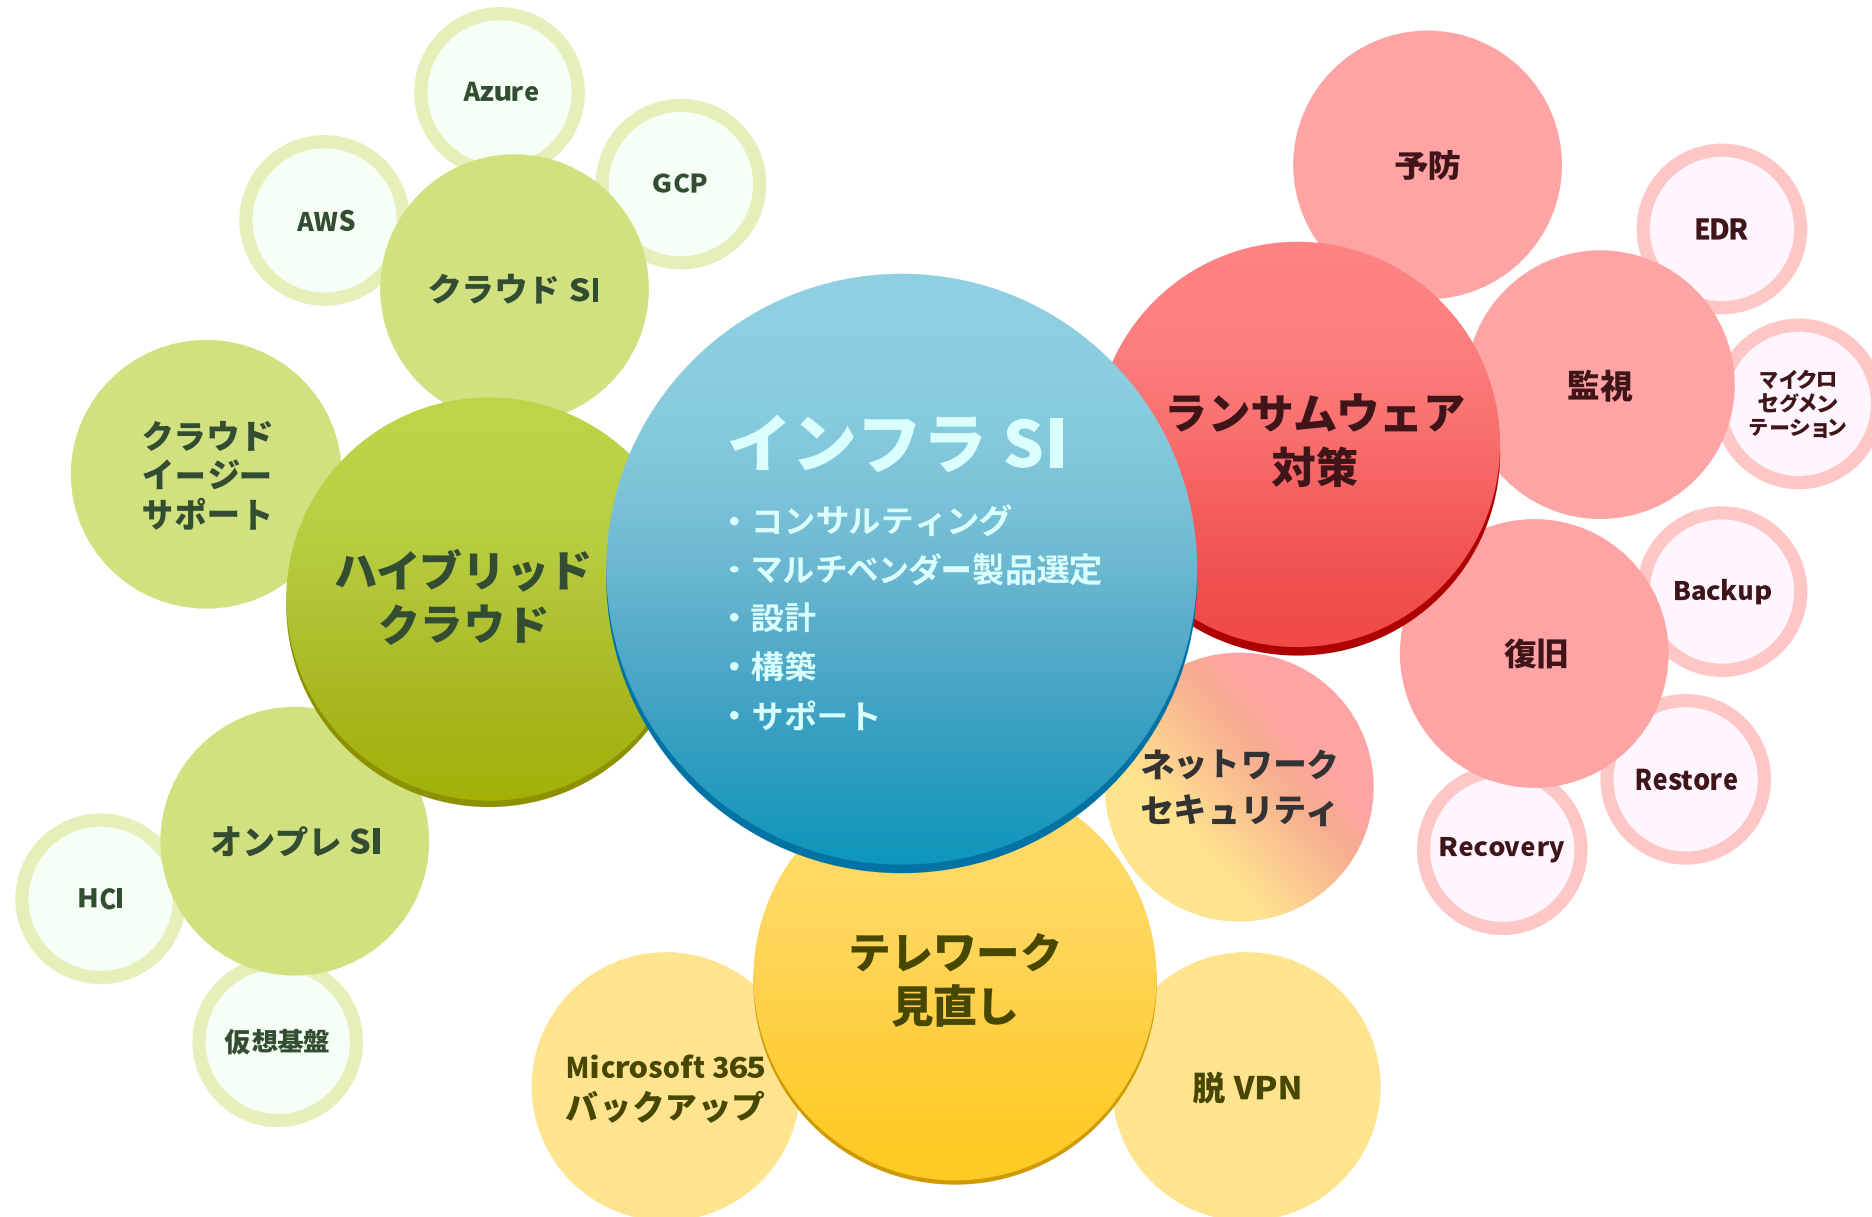 インフラ SI
・コンサルティング
・マルチベンダー製品選定
・設計
・構築
・サポート
ハイブリッド
クラウド
クラウド SI
AWS
Azure
GCP
クラウド
イージー
サポート
オンプレ SI
HCI
仮想基盤
ランサムウェア
対策
予防
監視
EDR
マイクロ
セグメン
テーション
復旧
Backup
Restore
Recovery
ネットワーク
セキュリティ
テレワーク
見直し
Microsoft 365
バックアップ
脱 VPN